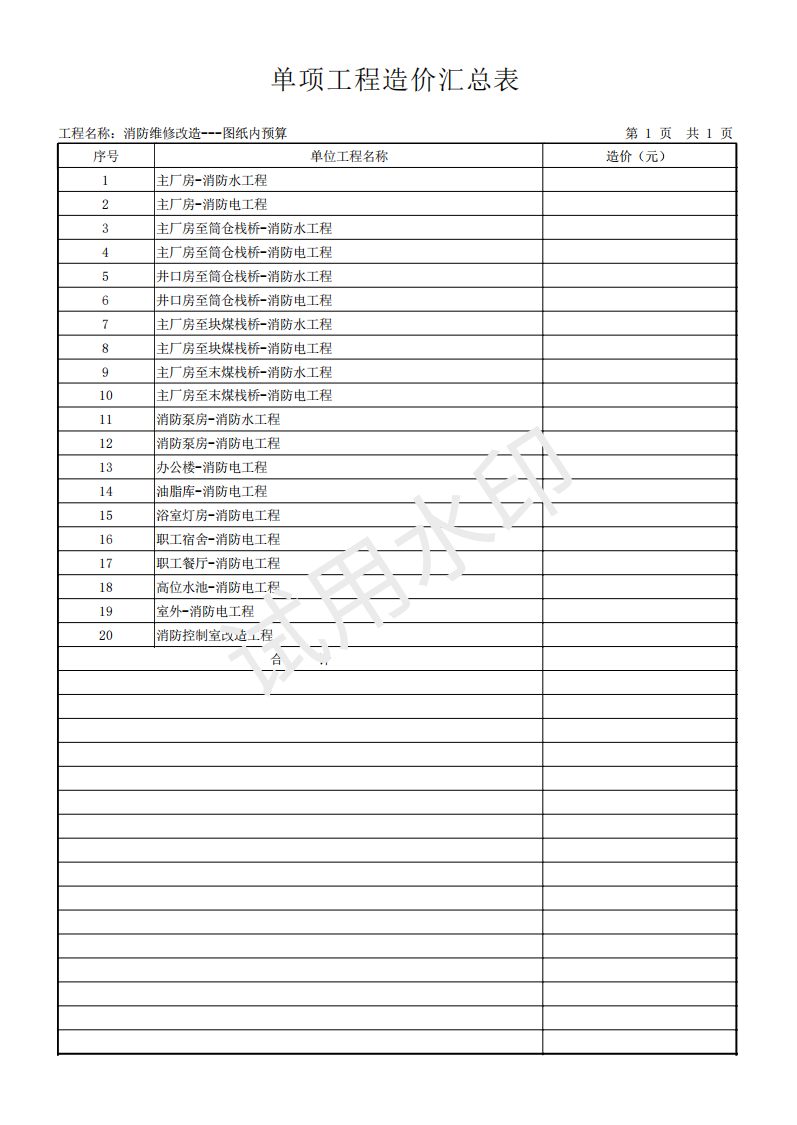 单项工程造价汇总表
工程名称：消防维修改造---图纸内预算 第 1 页 共 1 页
序号 单位工程名称 造价（元）
1 主厂房-消防水工程
2 主厂房-消防电工程
3 主厂房至筒仓栈桥-消防水工程
4 主厂房至筒仓栈桥-消防电工程
5 井口房至筒仓栈桥-消防水工程
6 井口房至筒仓栈桥-消防电工程
7 主厂房至块煤栈桥-消防水工程
8 主厂房至块煤栈桥-消防电工程
9 主厂房至末煤栈桥-消防水工程
10 主厂房至末煤栈桥-消防电工程
11 消防泵房-消防水工程
12 消防泵房-消防电工程
13 办公楼-消防电工程
14 油脂库-消防电工程
15 浴室灯房-消防电工程
16 职工宿舍-消防电工程
17 职工餐厅-消防电工程
18 高位水池-消防电工程
19 室外-消防电工程
20 消防控制室改造工程
合
试用水印